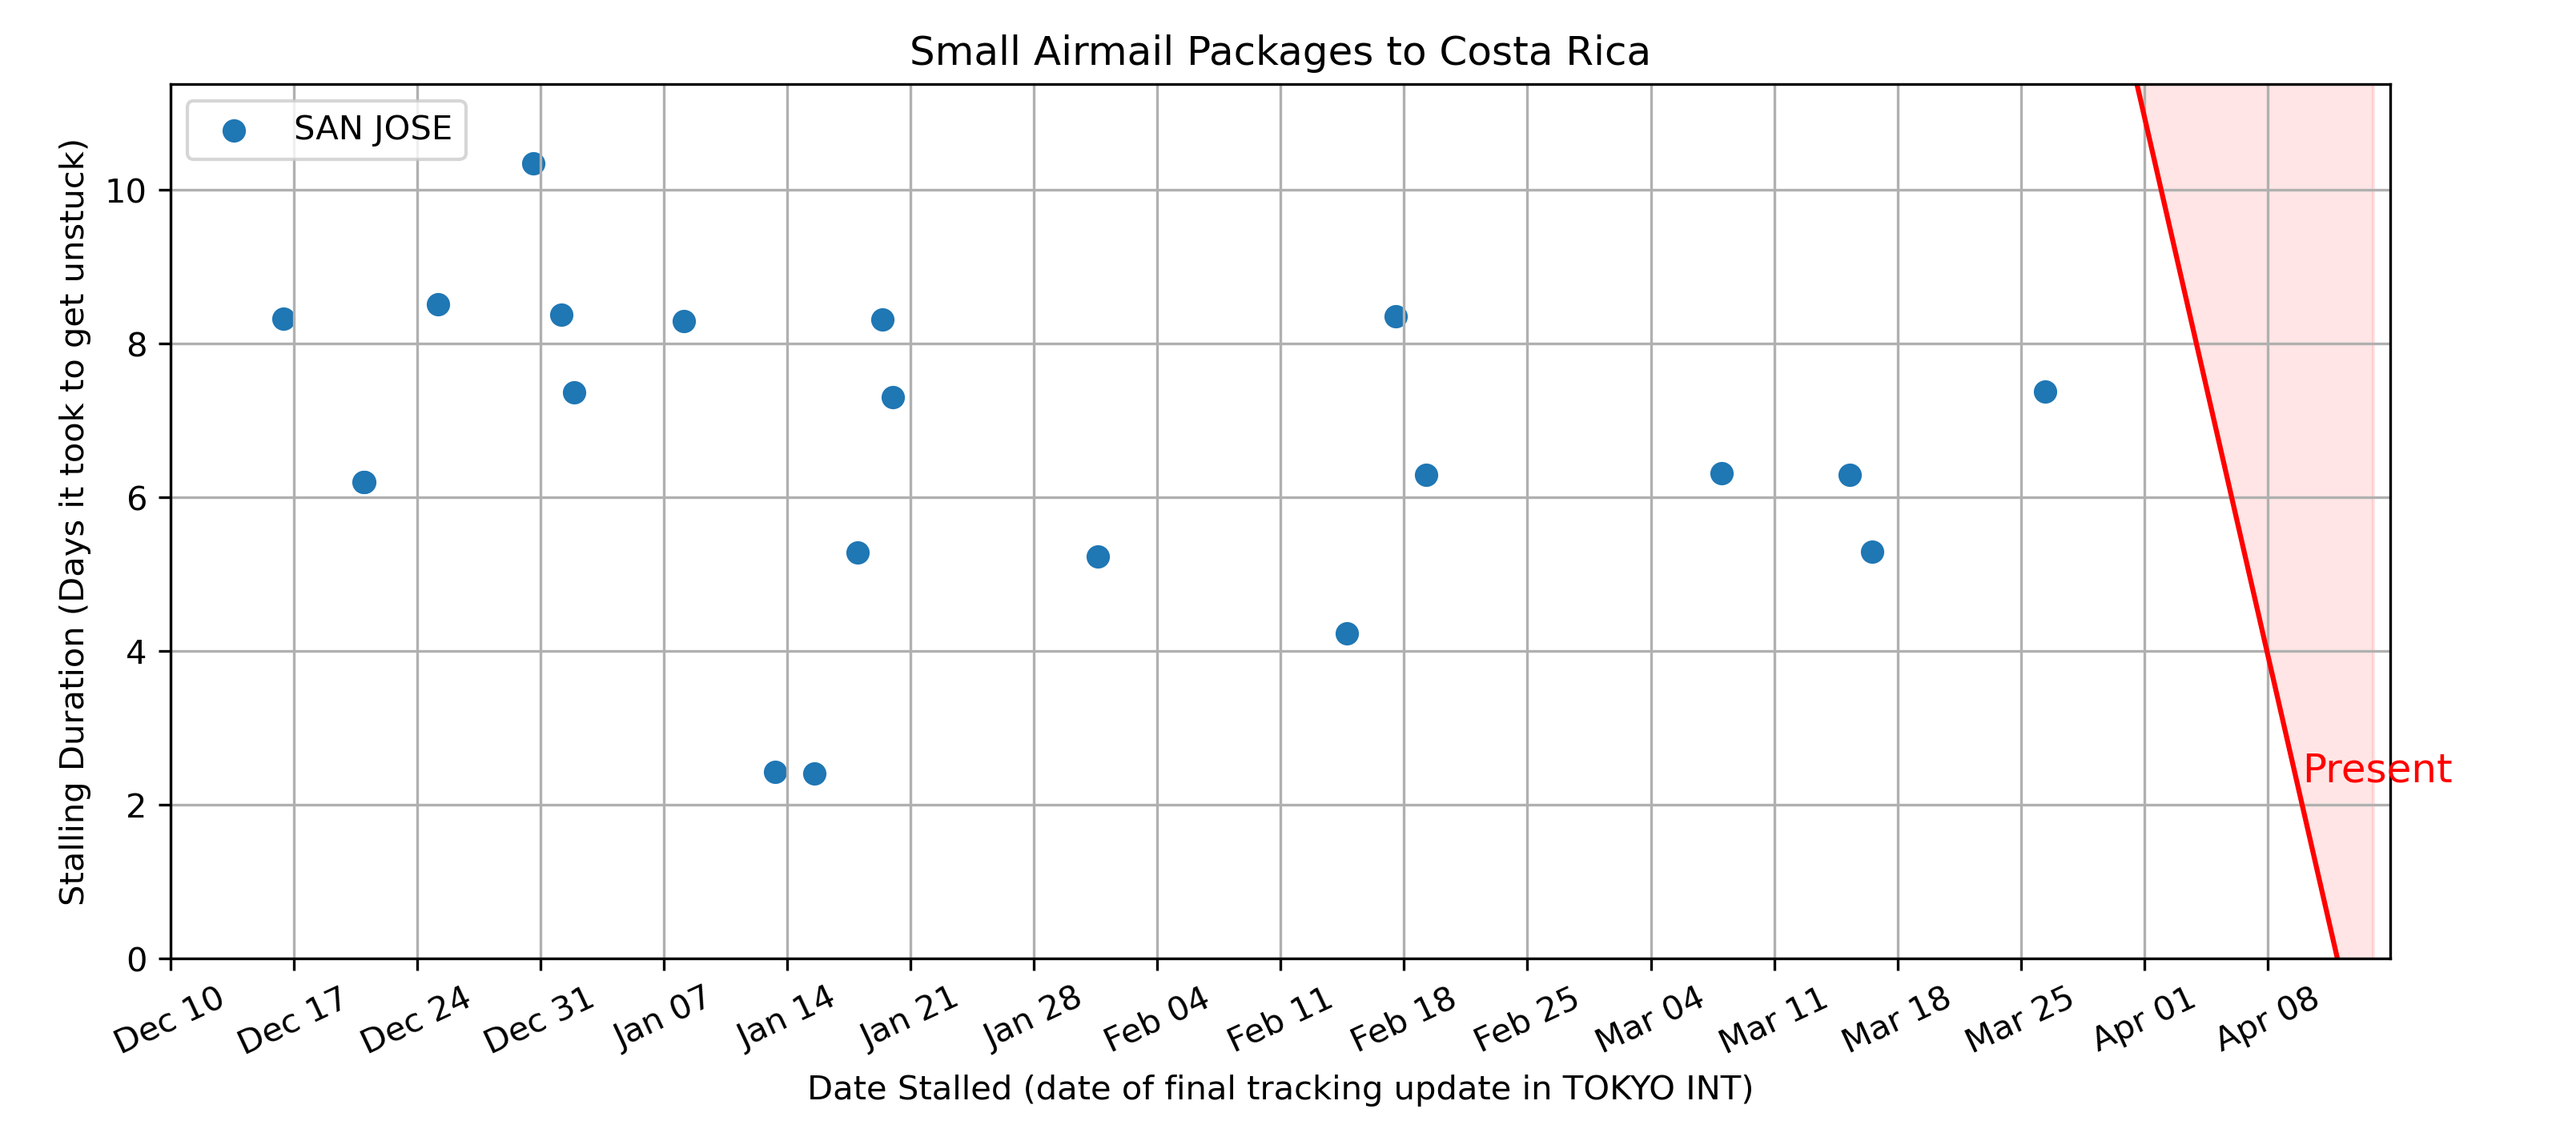 Small Airmail Packages to Costa Rica
SAN JOSE
Stalling Duration (Days it took to get unstuck)
10
8
6
4
2
0
Present
Dec 10
Dec 17
Dec 24
Dec 31
Jan 07
Jan 14
Jan 21
Jan 28
Feb 04
Feb 11
Feb 18
Feb 25
Mar 04
Mar 11
Mar 18
Mar 25
Apr 01
Apr 08
Date Stalled (date of final tracking update in TOKYO INT)